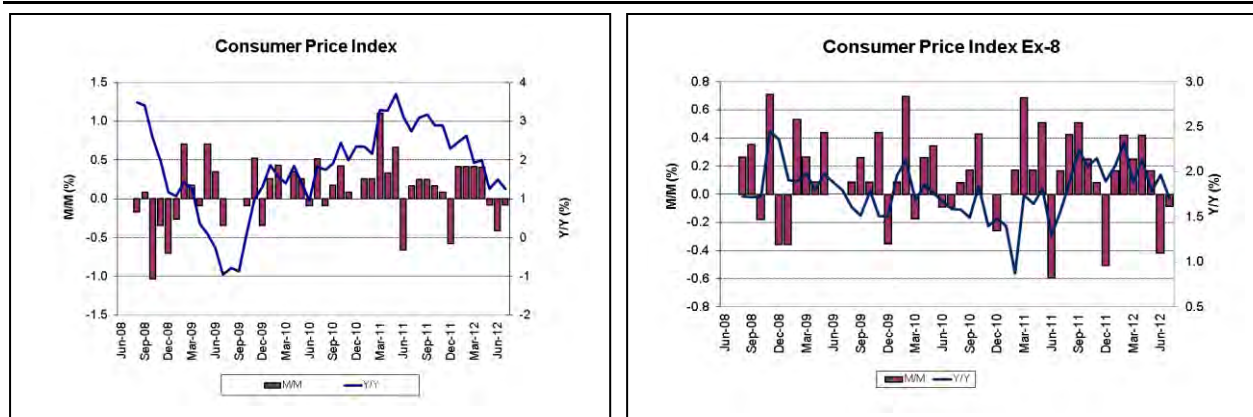 Consumer Price Index
M/M (%)
1.5
1.0
0.5
0.0
-0.5
-1.0
-1.5
Y/Y (%)
4
3
2
1
0
-1
-2
Jun-08
Sep-08
Dec-08
Mar-09
Jun-09
Sep-09
Dec-09
Mar-10
Jun-10
Sep-10
Dec-10
Mar-11
Jun-11
Sep-11
Dec-11
Mar-12
Jun-12
M/M Y/Y
Consumer Price Index Ex-8
M/M (%)
0.8
0.6
0.4
0.2
0.0
-0.2
-0.4
-0.6
-0.8
Y/Y (%)
3.0
2.5
2.0
1.5
1.0
0.5
Jun-08
Sep-08
Dec-08
Mar-09
Jun-09
Sep-09
Dec-09
Mar-10
Jun-10
Sep-10
Dec-10
Mar-11
Jun-11
Sep-11
Dec-11
Mar-12
Jun-12
M/M Y/Y